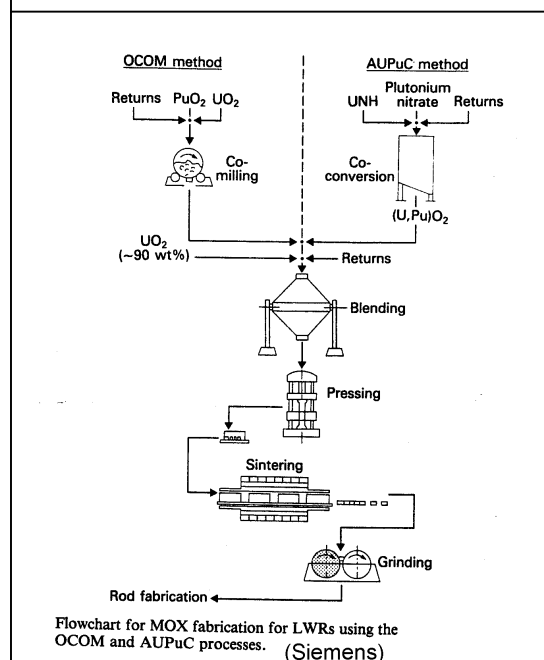 OCOM method
AUPuC method
Returns PuO₂ UO₂
Plutonium
nitrate
UNH
Returns
Co-
milling
Co-
conversion
(U,Pu)O₂
UO₂
(~90 wt%)
Returns
Blending
Pressing
Sintering
Grinding
Rod fabrication
Flowchart for MOX fabrication for LWRs using the
OCOM and AUPuC processes. (Siemens)